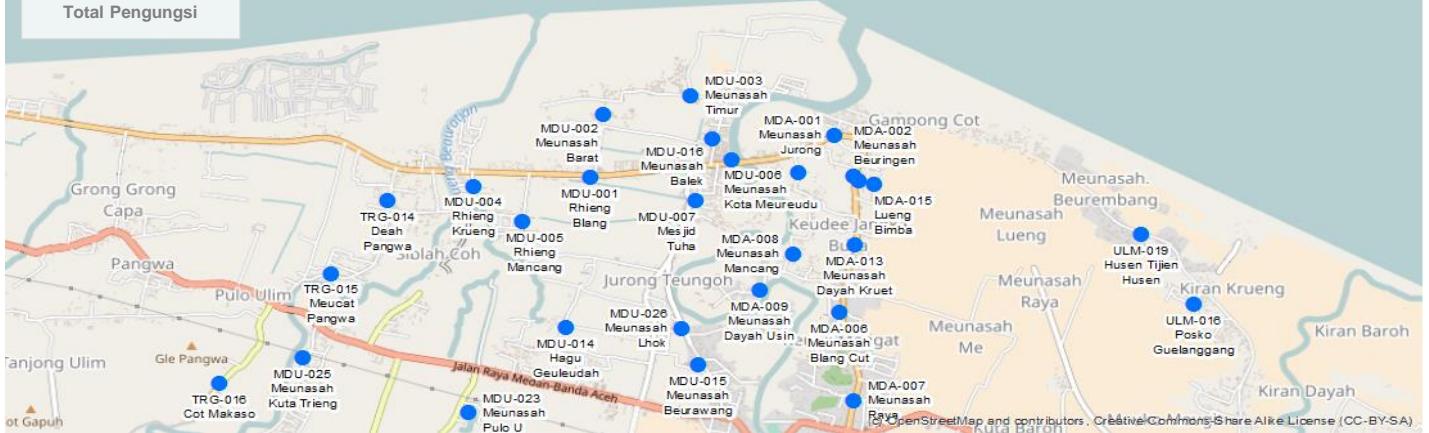 Total Pengungsi
MDU-003
Meunasah
Timur
MDU-002
Meunasah
Barat
MDA-001
Meunasah
Jurong
Gampong Cot
MDA-002
Meunasah
Beuringen
MDU-016
Meunasah
Balek
MDU-006
Meunasah
Kota Meureudu
Grong Grong
Capa
TRG-014
Deah
Pangwa
MDU-004
Rhieng
Krueng
MDU-001
Rhieng
Blang
MDU-007
Mesjid
Tuha
MDA-015
Lueng
Bimba
Meunasah.
Beurembang
Meunasah
Lueng
MDU-005
Rhieng
Mancang
MDA-008
Meunasah
Mancang
MDA-013
Meunasah
Dayah Kruet
ULM-019
Husen Tijien
Husen
Pangwa
Pulo Ulim
TRG-015
Meucat
Pangwa
Jurong Teungoh
Meunasah
Raya
Kiran Krueng
MDU-014
Hagu
Geuleudah
MDU-026
Meunasah
Lhok
MDA-009
Meunasah
Dayah Usin
MDA-006
Meunasah
Blang Cut
Meunasah
Me
ULM-016
Posko
Guelanggang
Kiran Baroh
Tanjong Ulim
Gle Pangwa
MDU-025
Meunasah
Kuta Trieng
Jalan Raya Medan-Banda Aceh
MDU-015
Meunasah
Beurawang
TRG-016
Cot Makaso
MDU-023
Meunasah
Pulo U
MDA-007
Meunasah
Raya
Kiran Dayah
ot Gapuh
Kuta Baroh
(c) OpenStreetMap and contributors, Creative Commons-Share Alike License (CC-BY-SA)